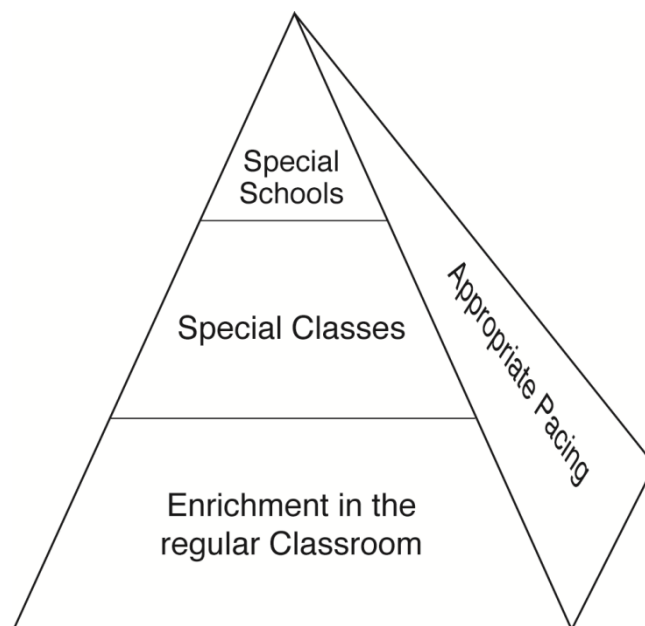 Special
Schools
Special Classes
Appropriate Pacing
Enrichment in the
regular Classroom